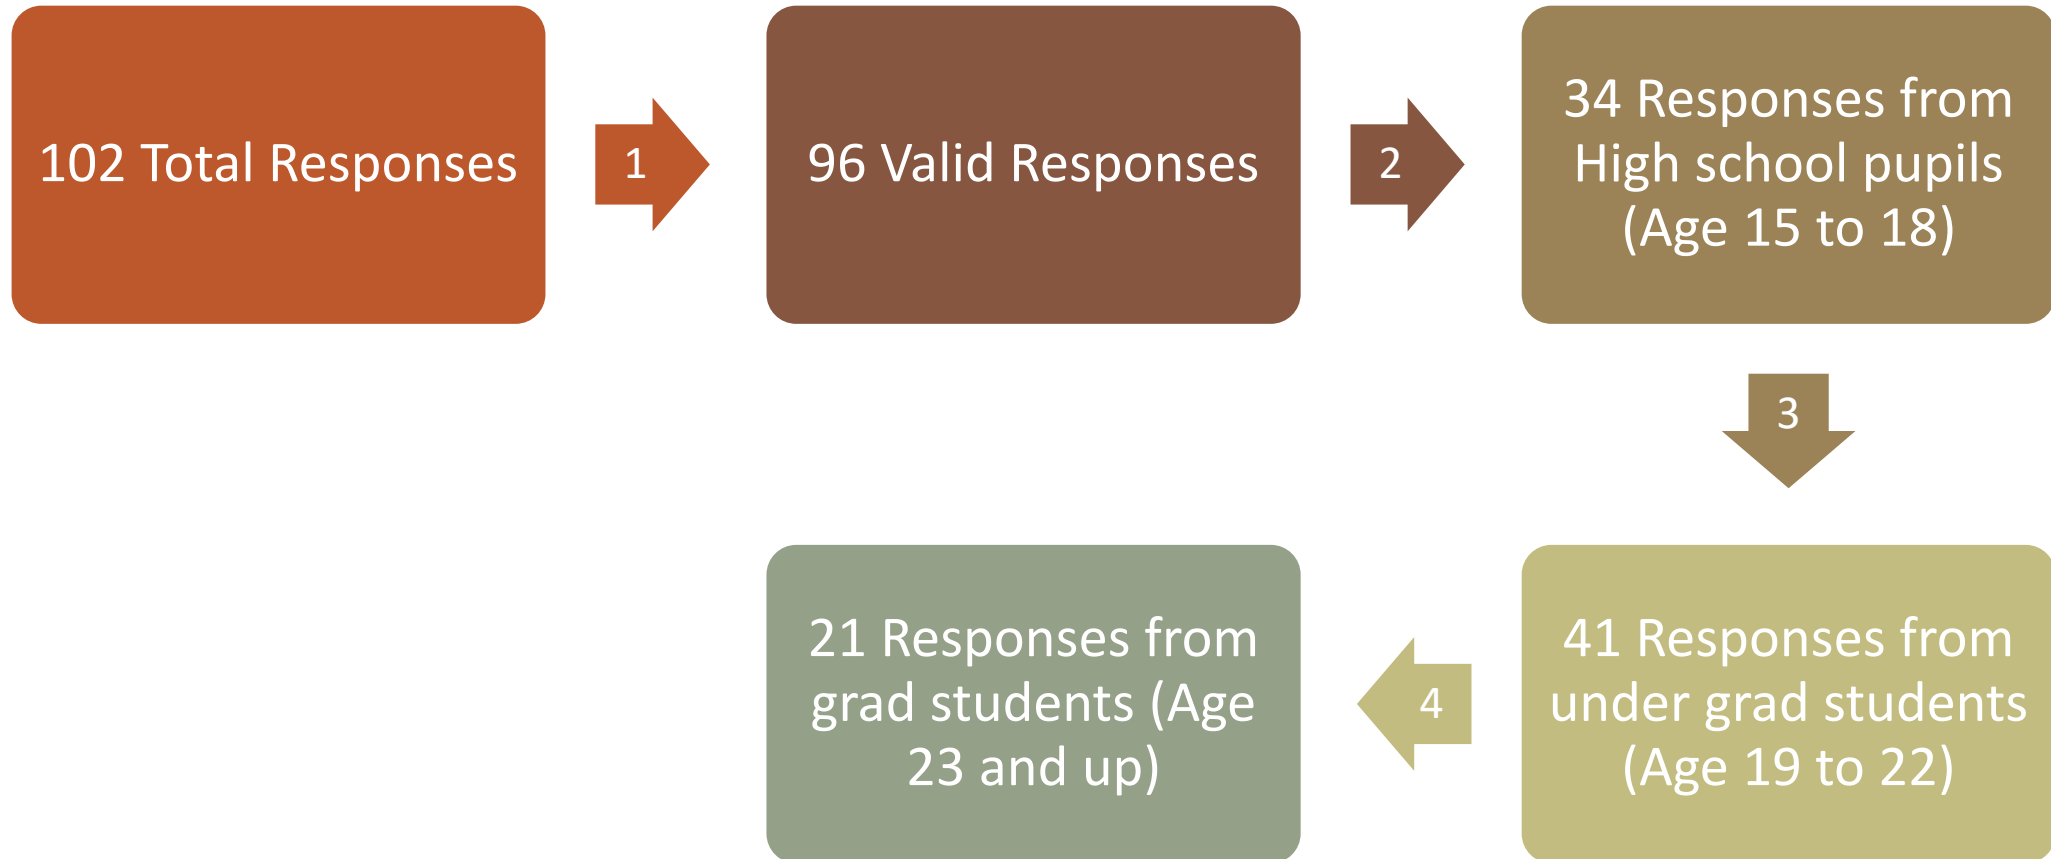 102 Total Responses
1
96 Valid Responses
2
34 Responses from
High school pupils
(Age 15 to 18)
3
41 Responses from
under grad students
(Age 19 to 22)
4
21 Responses from
grad students (Age
23 and up)